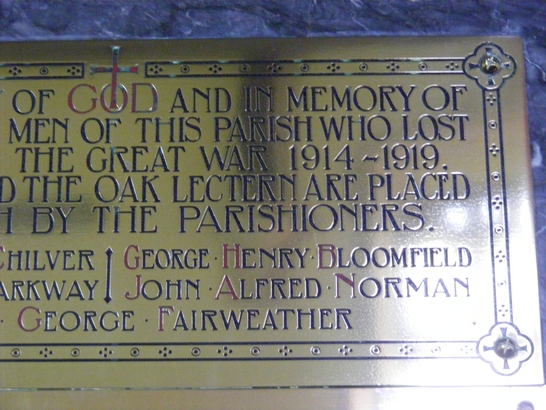 OF GOD AND IN MEMORY OF
MEN OF THIS PARISH WHO LOST
THE GREAT WAR 1914~1919.
D THE OAK LECTERN ARE PLACED
H BY THE PARISHIONERS.
CHILVER GEORGE·HENRY·BLOOMFIELD
ARKWAY JOHN·ALFRED·NORMAN
· GEORGE·FAIRWEATHER